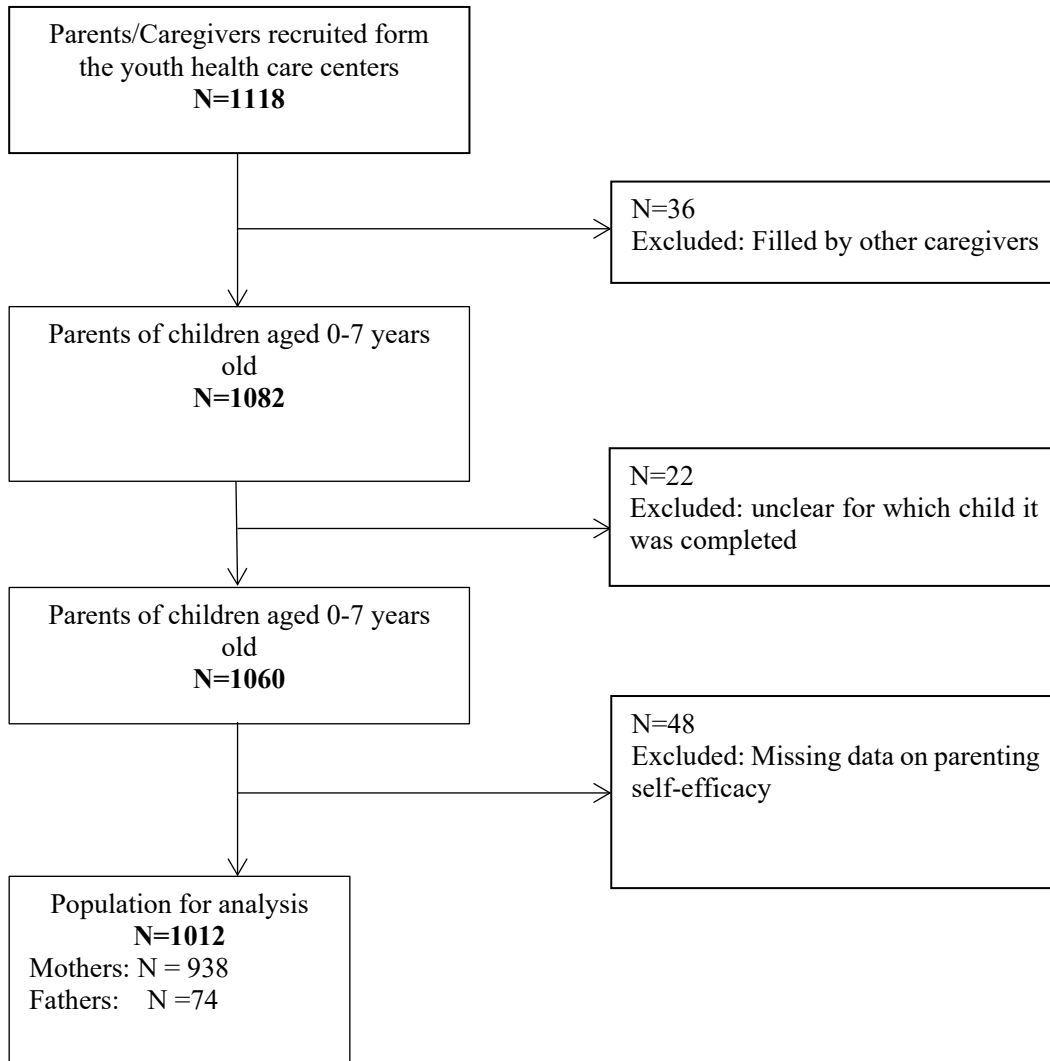 Parents/Caregivers recruited form
the youth health care centers
N=1118
N=36
Excluded: Filled by other caregivers
Parents of children aged 0-7 years
old
N=1082
N=22
Excluded: unclear for which child it
was completed
Parents of children aged 0-7 years
old
N=1060
N=48
Excluded: Missing data on parenting
self-efficacy
Population for analysis
N=1012
Mothers: N = 938
Fathers: N =74